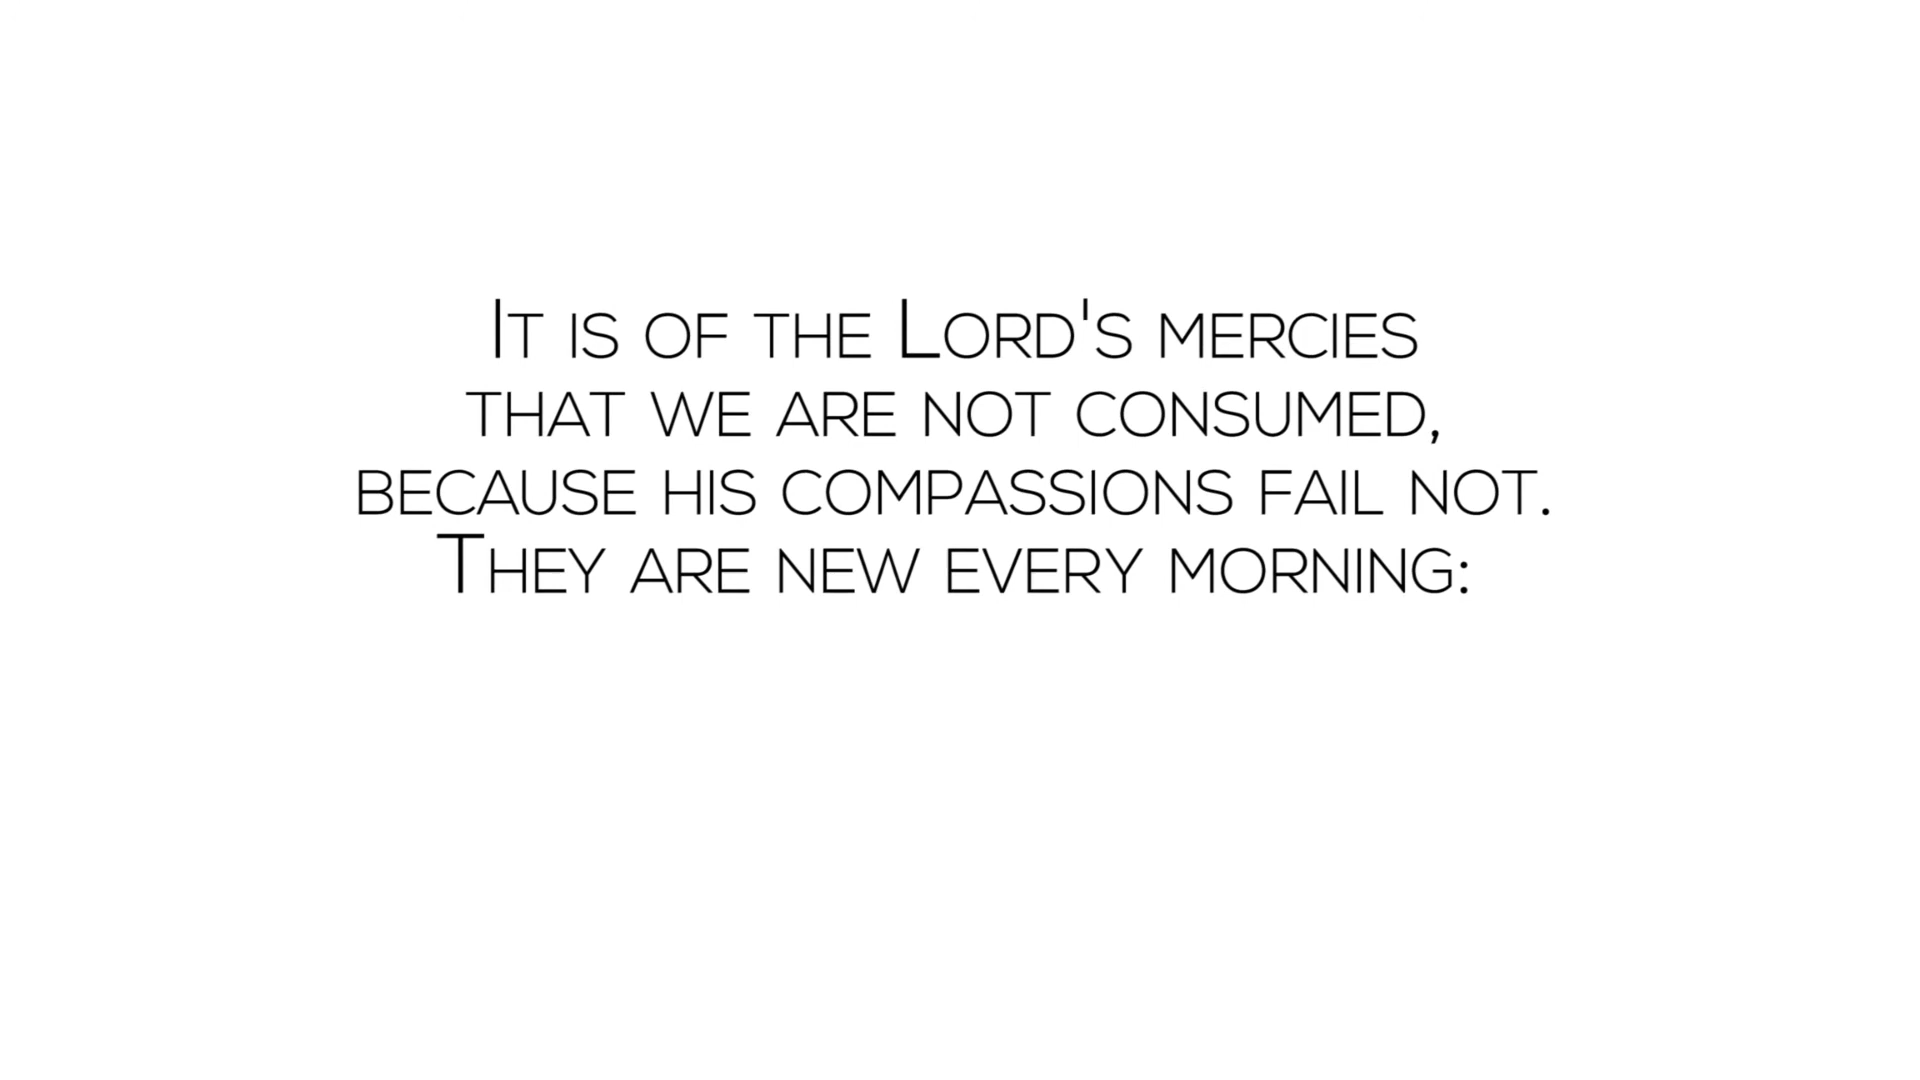 It is of the Lord's mercies
that we are not consumed,
because his compassions fail not.
They are new every morning: